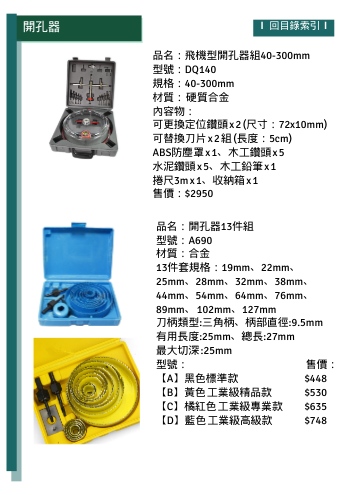 開孔器
回目錄索引
品名：飛機型開孔器組40-300mm
型號：DQ140
規格：40-300mm
材質：硬質合金
內容物：
可更換定位鑽頭x2(尺寸：72x10mm)
可替換刀片x2組(長度：5cm)
ABS防塵罩x1、木工鑽頭x5
水泥鑽頭x5、木工鉛筆x1
捲尺3mx1、收納箱x1
售價：$2950
品名：開孔器13件組
型號：A690
材質：合金
13件套規格：19mm、22mm、
25mm、28mm、32mm、38mm、
44mm、54mm、64mm、76mm、
89mm、102mm、127mm
刀柄類型:三角柄、柄部直徑:9.5mm
有用長度:25mm、總長:27mm
最大切深:25mm
型號： 售價：
【A】黑色標準款 $448
【B】黃色工業級精品款 $530
【C】橘紅色工業級專業款 $635
【D】藍色工業級高級款 $748